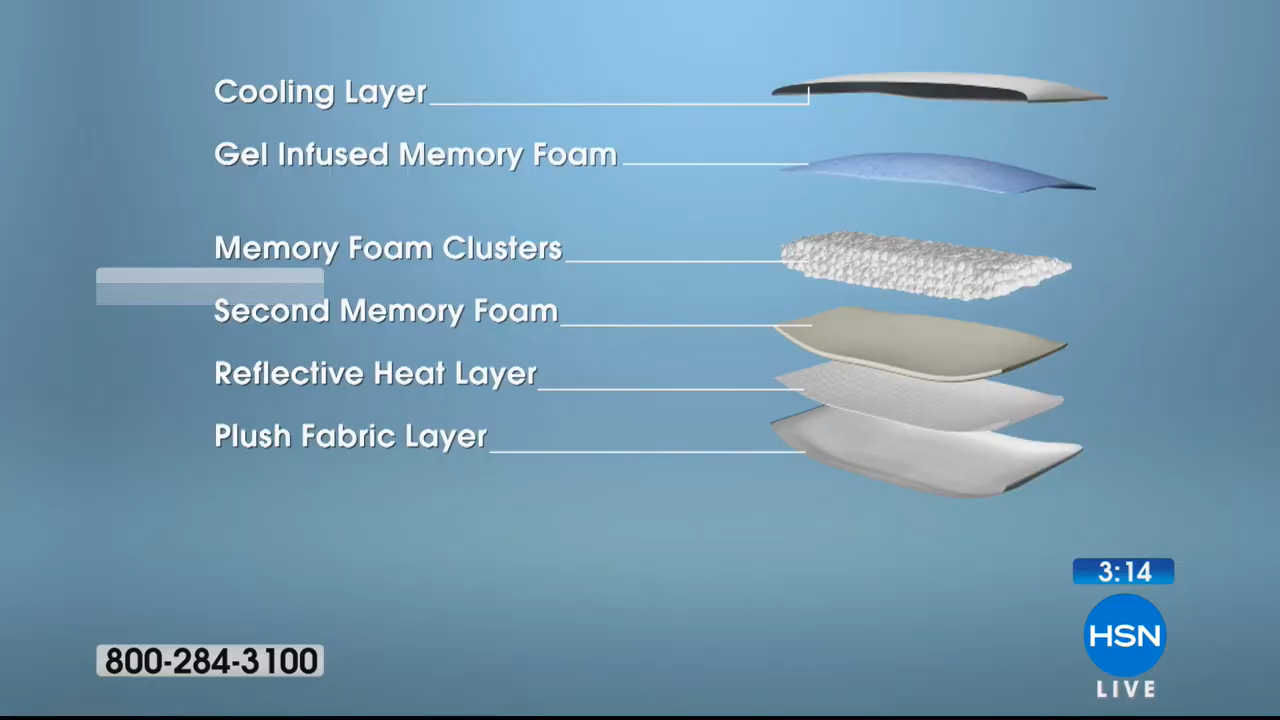 Cooling Layer
Gel Infused Memory Foam
Memory Foam Clusters
Second Memory Foam
Reflective Heat Layer
Plush Fabric Layer
3:14
HSN
LIVE
800-284-3100